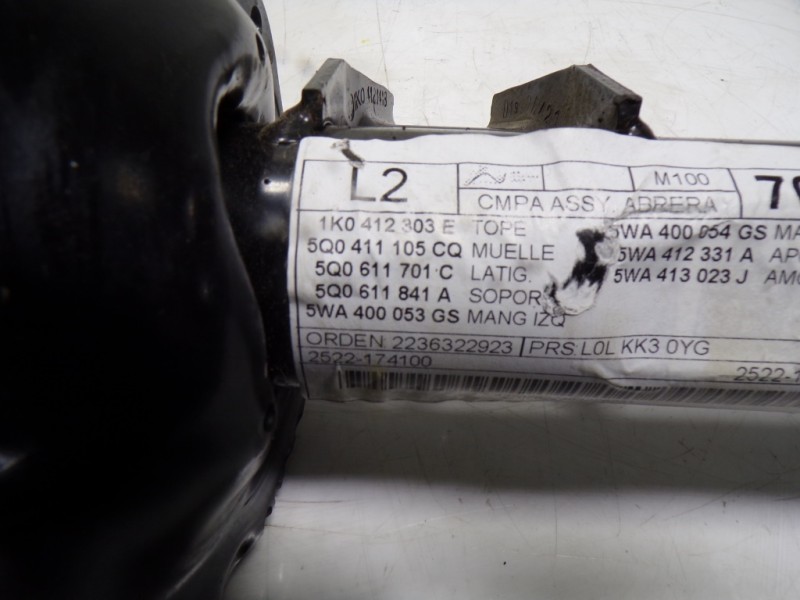 L2
M100
CMPA ASSY. ABRERA
1K0 412 303 E TOPE
5WA 400 054 GS
5Q0 411 105 CQ MUELLE
5WA 412 331 A
5Q0 611 701 C LATIG.
5WA 413 023 J
5Q0 611 841 A SOPOR
5WA 400 053 GS MANG IZQ
ORDEN: 2236322923 PRS: L0L KK3 0YG
2522-174100